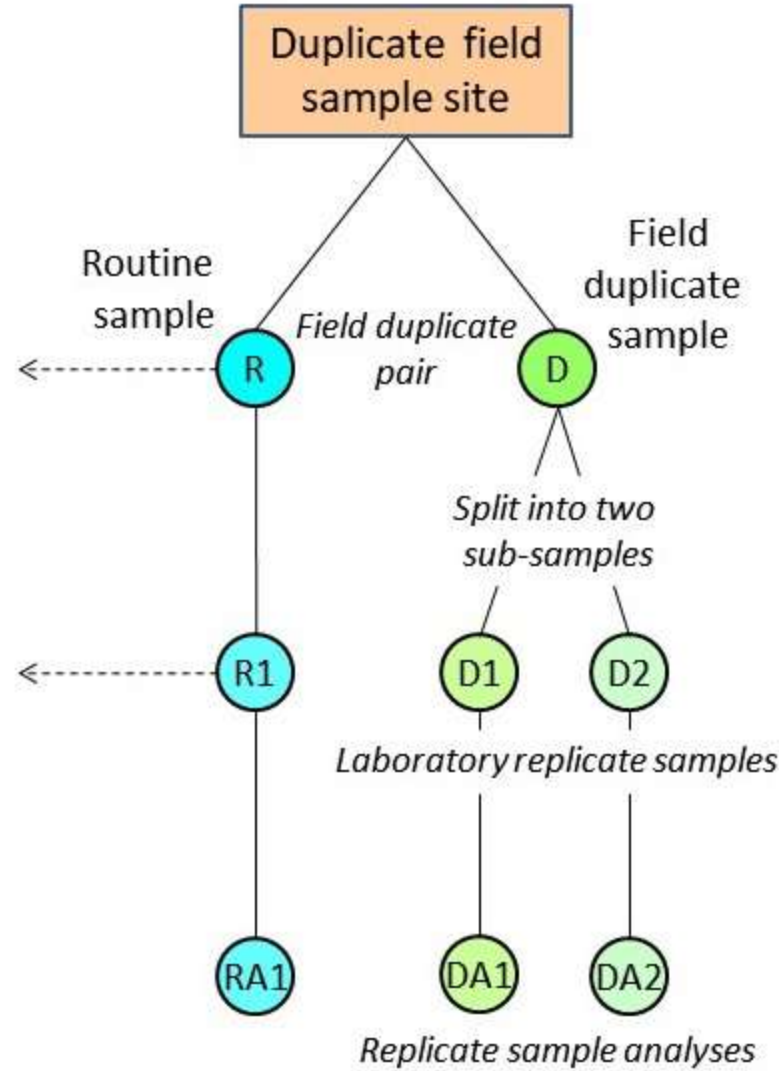 Duplicate field
sample site
Routine
sample
Field
duplicate
sample
Field duplicate
pair
R
D
Split into two
sub-samples
R1
D1
D2
Laboratory replicate samples
RA1
DA1
DA2
Replicate sample analyses